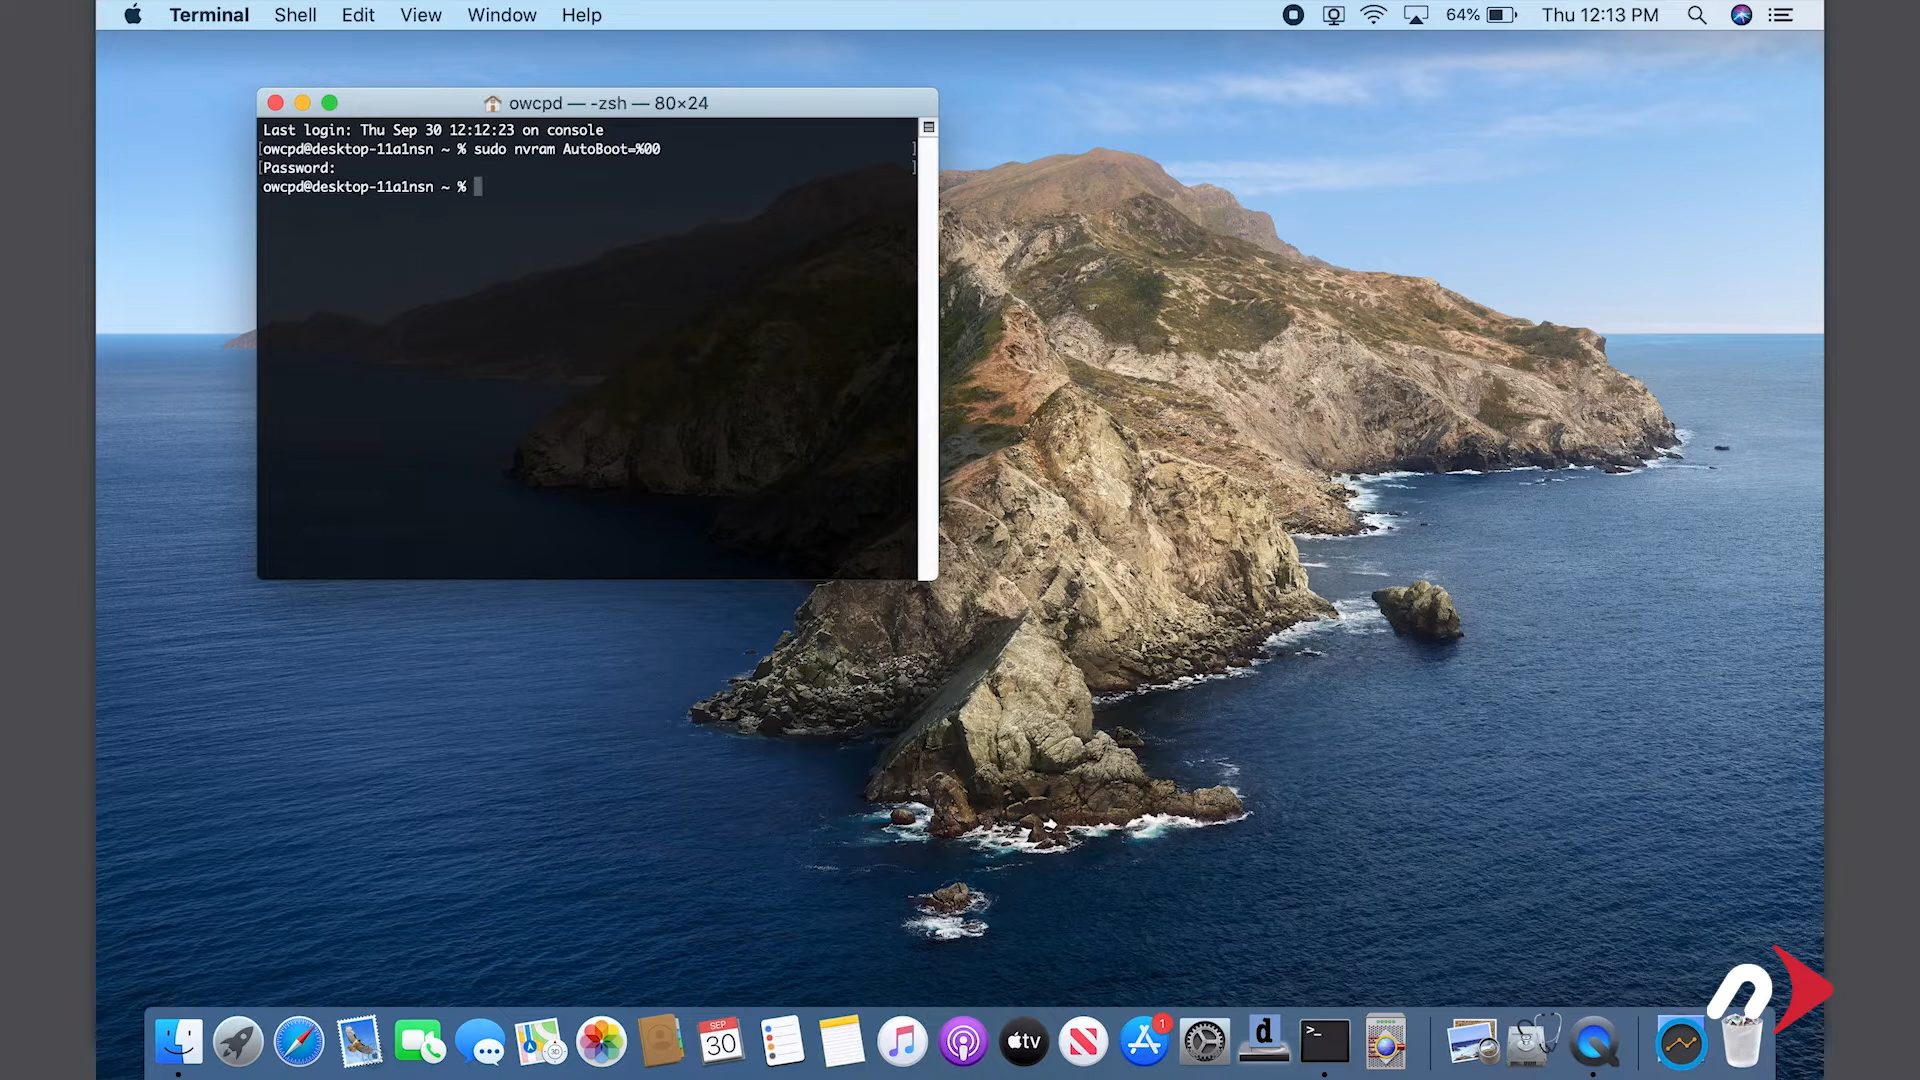 Terminal Shell Edit View Window Help 64% Thu 12:13 PM
owcpd — -zsh — 80×24
Last login: Thu Sep 30 12:12:23 on console
[owcpd@desktop-11a1nsn ~ % sudo nvram AutoBoot=%00 ]
[Password: ]
owcpd@desktop-11a1nsn ~ %
SEP
30
3D
tv
1
d
>_